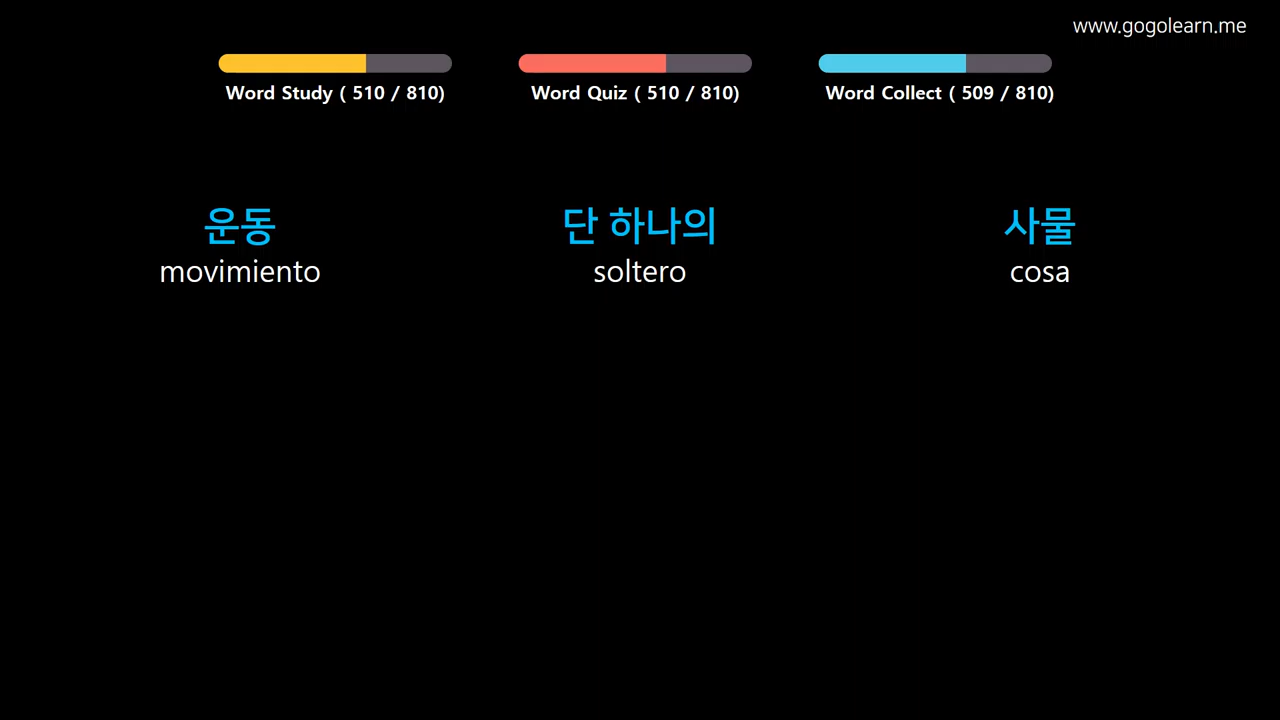 www.gogolearn.me
Word Study ( 510 / 810)
Word Quiz ( 510 / 810)
Word Collect ( 509 / 810)
운동
movimiento
단 하나의
soltero
사물
cosa